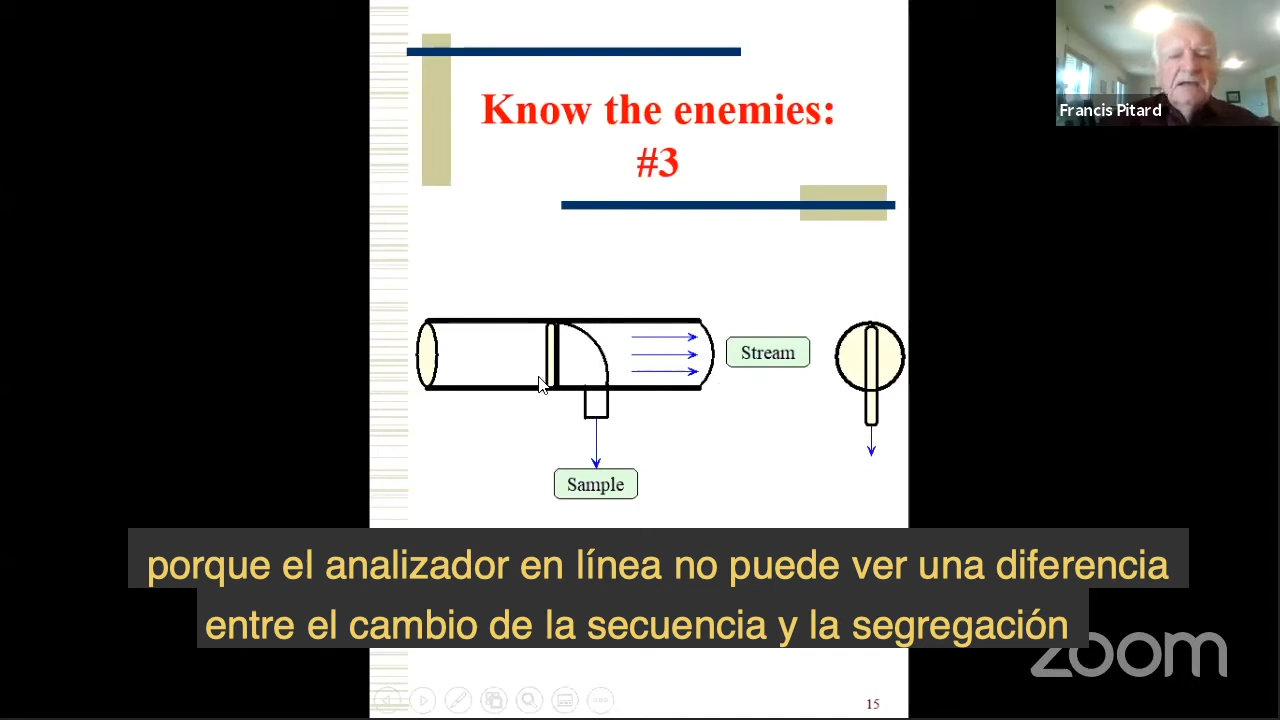 Francis Pitard
Know the enemies:
#3
Stream
Sample
porque el analizador en línea no puede ver una diferencia
entre el cambio de la secuencia y la segregación
zoom
15